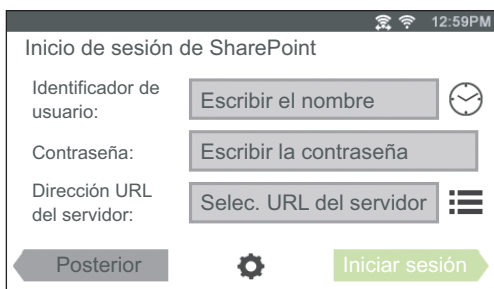 12:59PM
Inicio de sesión de SharePoint
Identificador de
usuario:
Escribir el nombre
Contraseña:
Escribir la contraseña
Dirección URL
del servidor:
Selec. URL del servidor
Posterior
Iniciar sesión